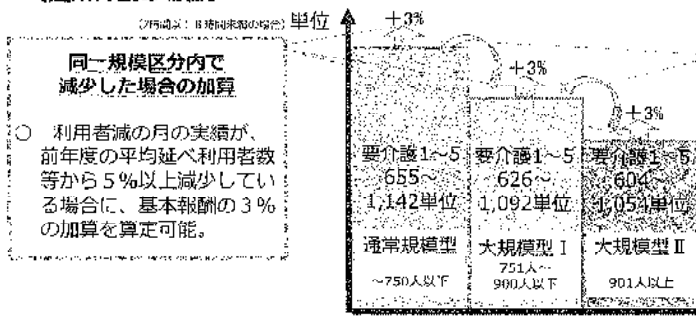 (7時間以上8時間未満の場合)
単位
同一規模区分内で
減少した場合の加算
○ 利用者減の月の実績が、
前年度の平均延べ利用者数
等から5%以上減少してい
る場合に、基本報酬の3%
の加算を算定可能。
+3%
+3%
+3%
要介護1~5
655~
1,142単位
要介護1~5
626~
1,092単位
要介護1~5
604~
1,054単位
通常規模型
~750人以下
大規模型Ⅰ
751人~
900人以下
大規模型Ⅱ
901人以上